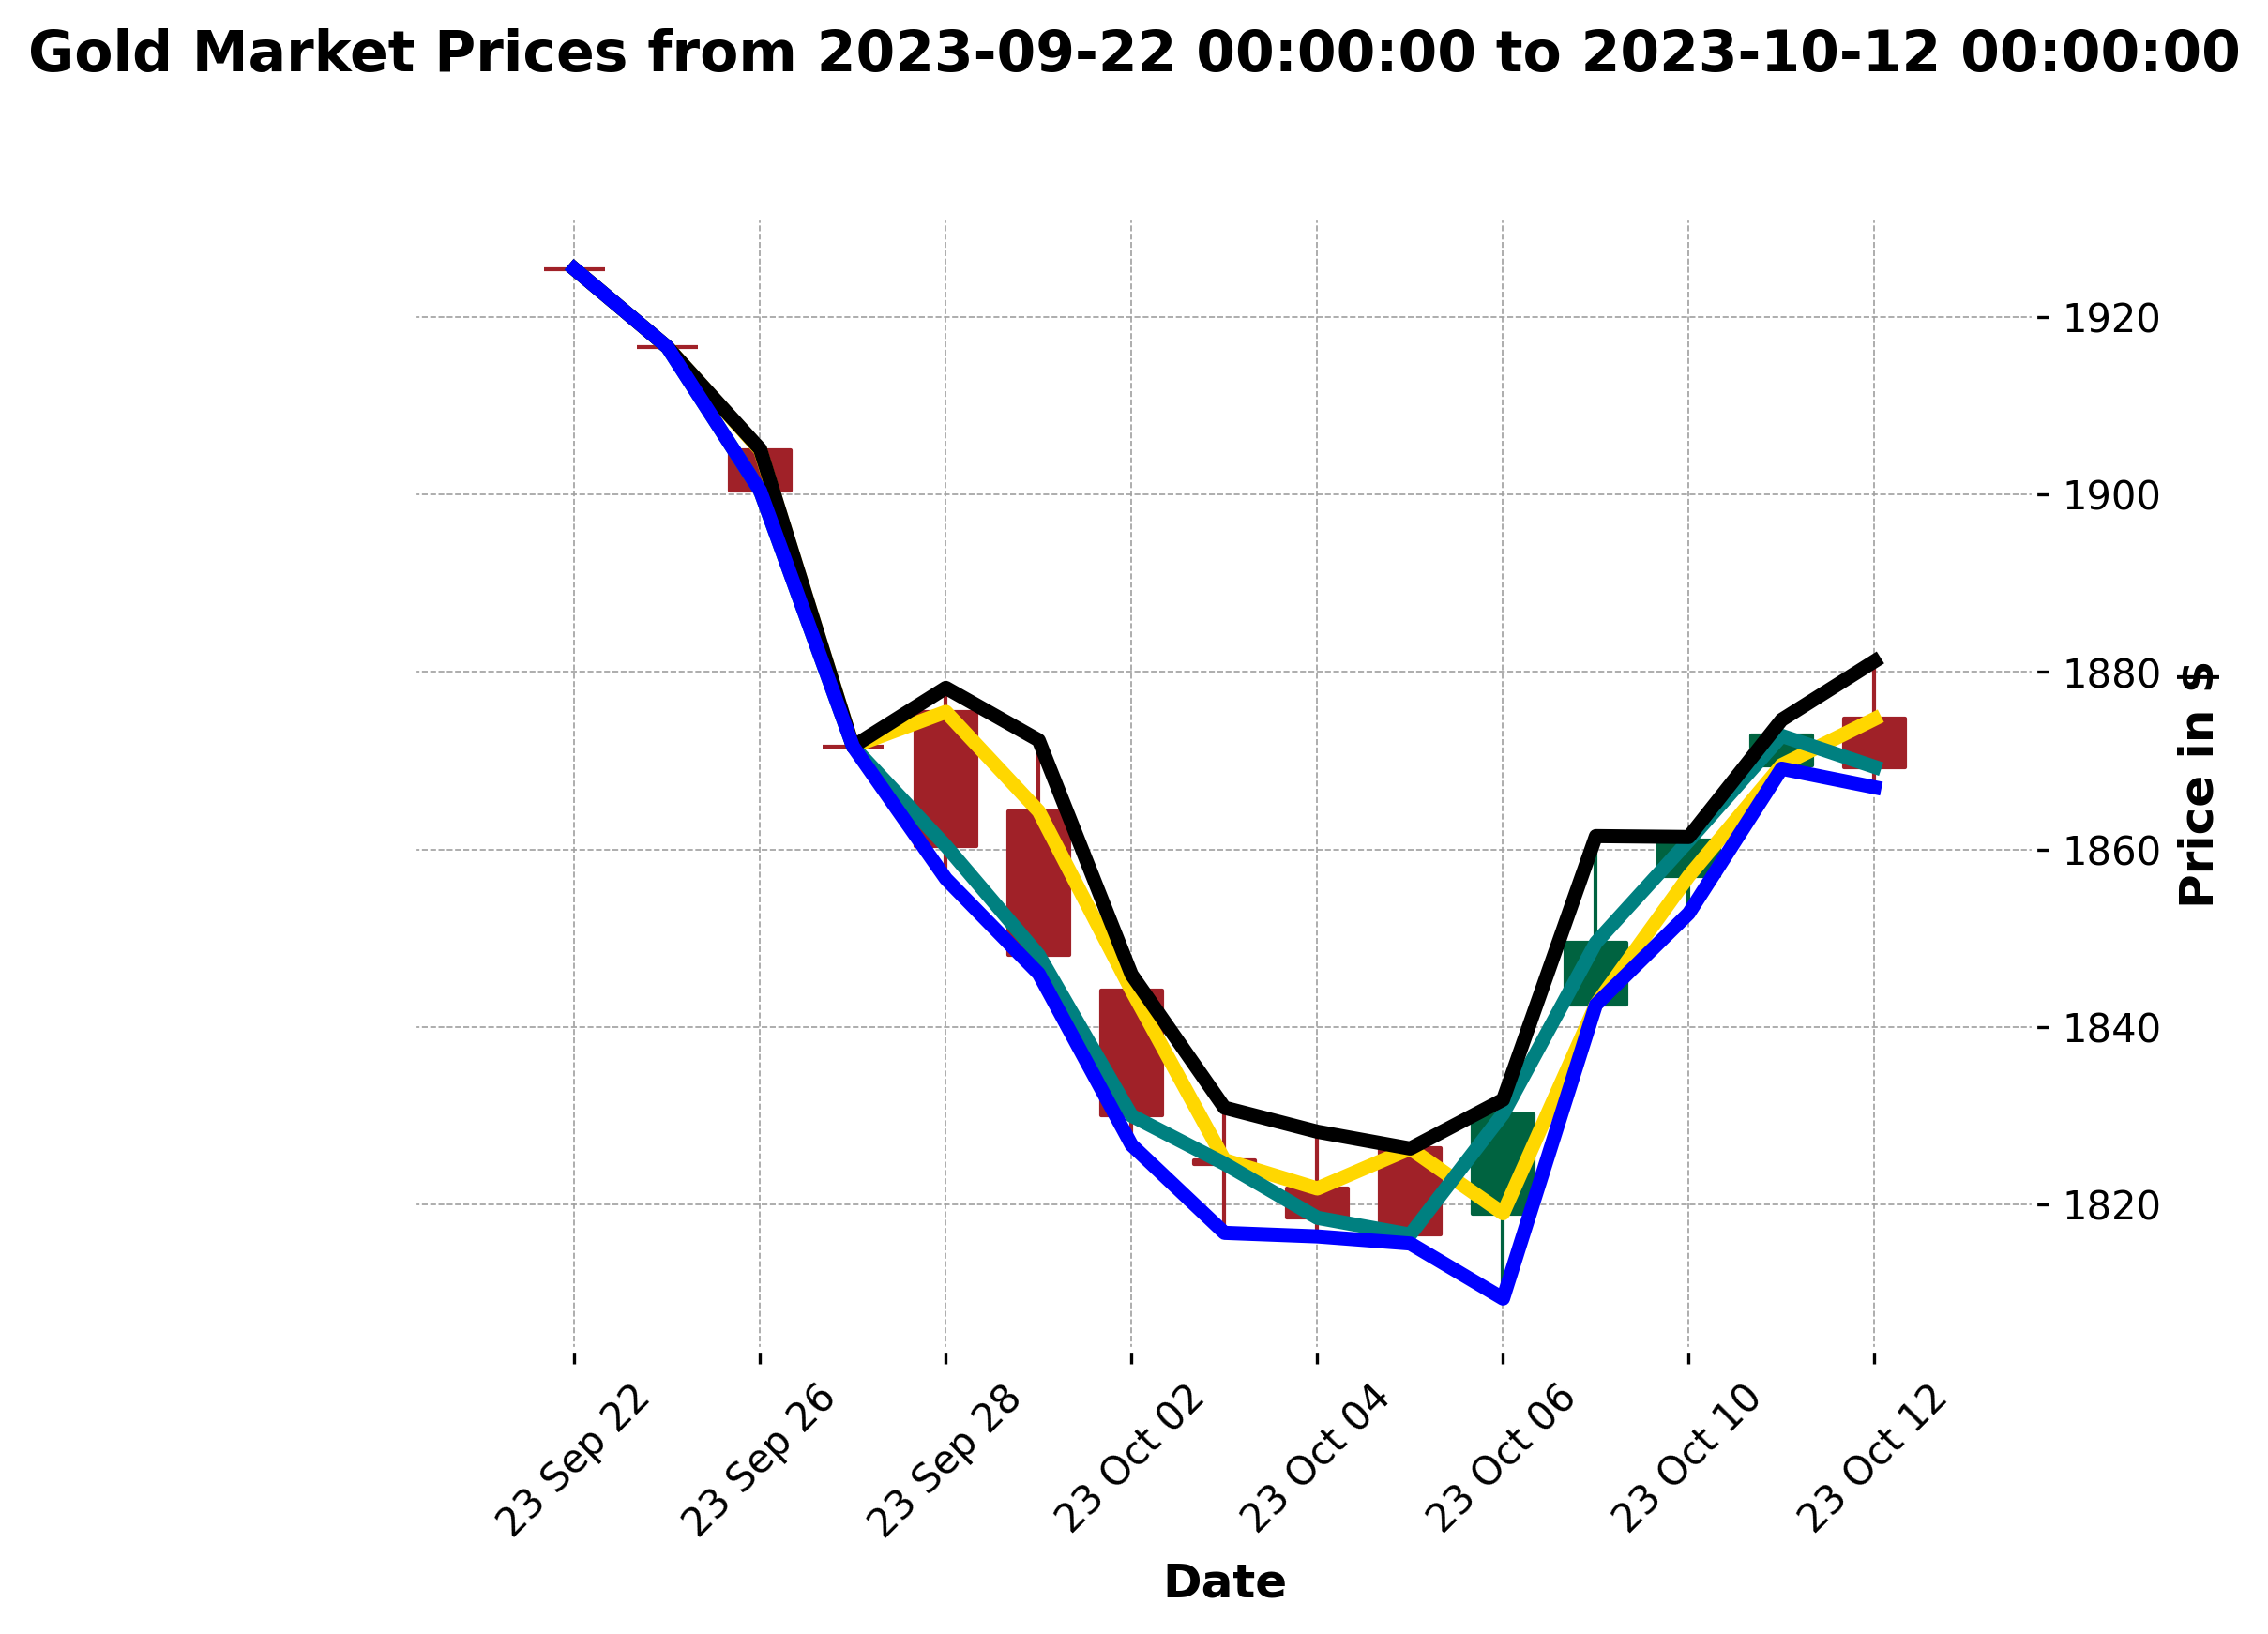 Gold Market Prices from 2023-09-22 00:00:00 to 2023-10-12 00:00:00
1920
1900
1880
1860
1840
1820
Price in $
23 Sep 22
23 Sep 26
23 Sep 28
23 Oct 02
23 Oct 04
23 Oct 06
23 Oct 10
23 Oct 12
Date